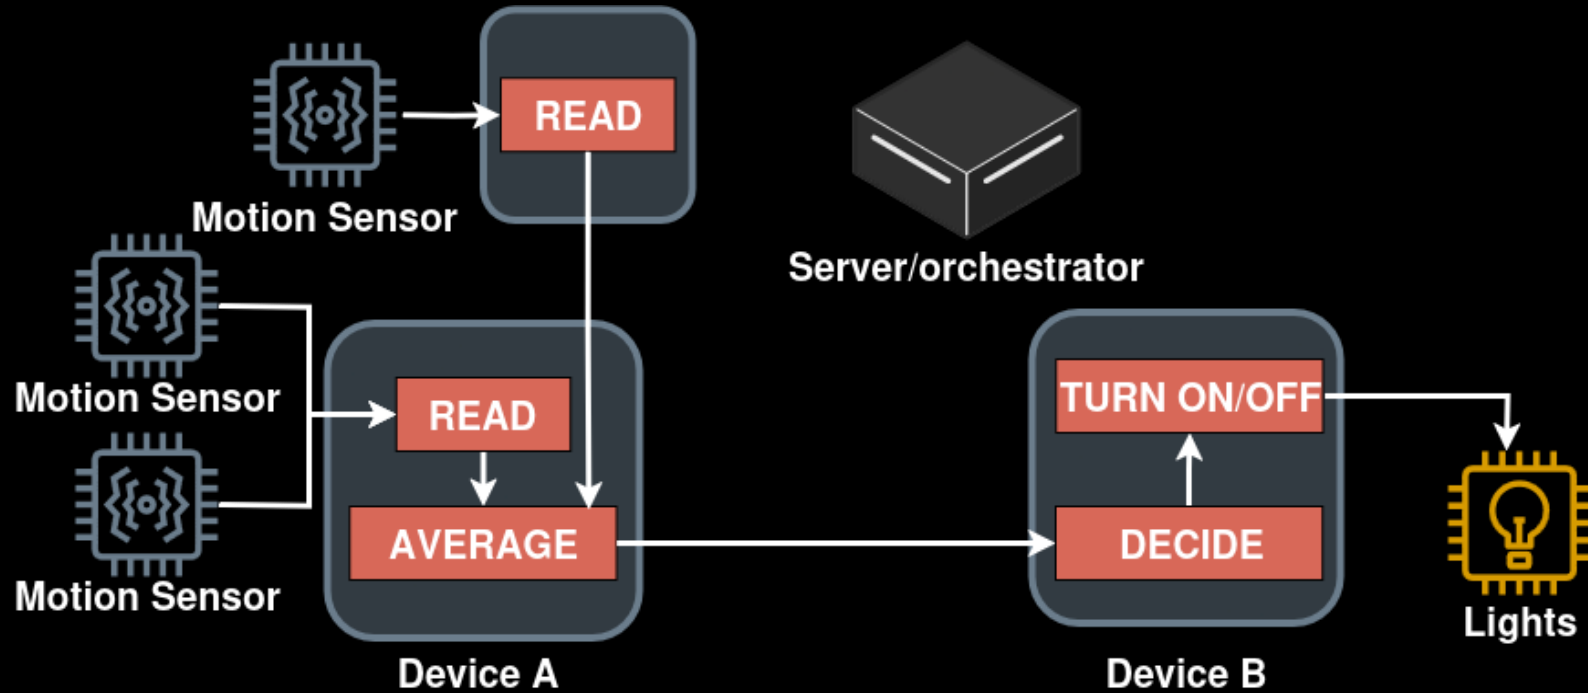 READ
Motion Sensor
Server/orchestrator
Motion Sensor
READ
TURN ON/OFF
AVERAGE
DECIDE
Motion Sensor
Lights
Device A
Device B